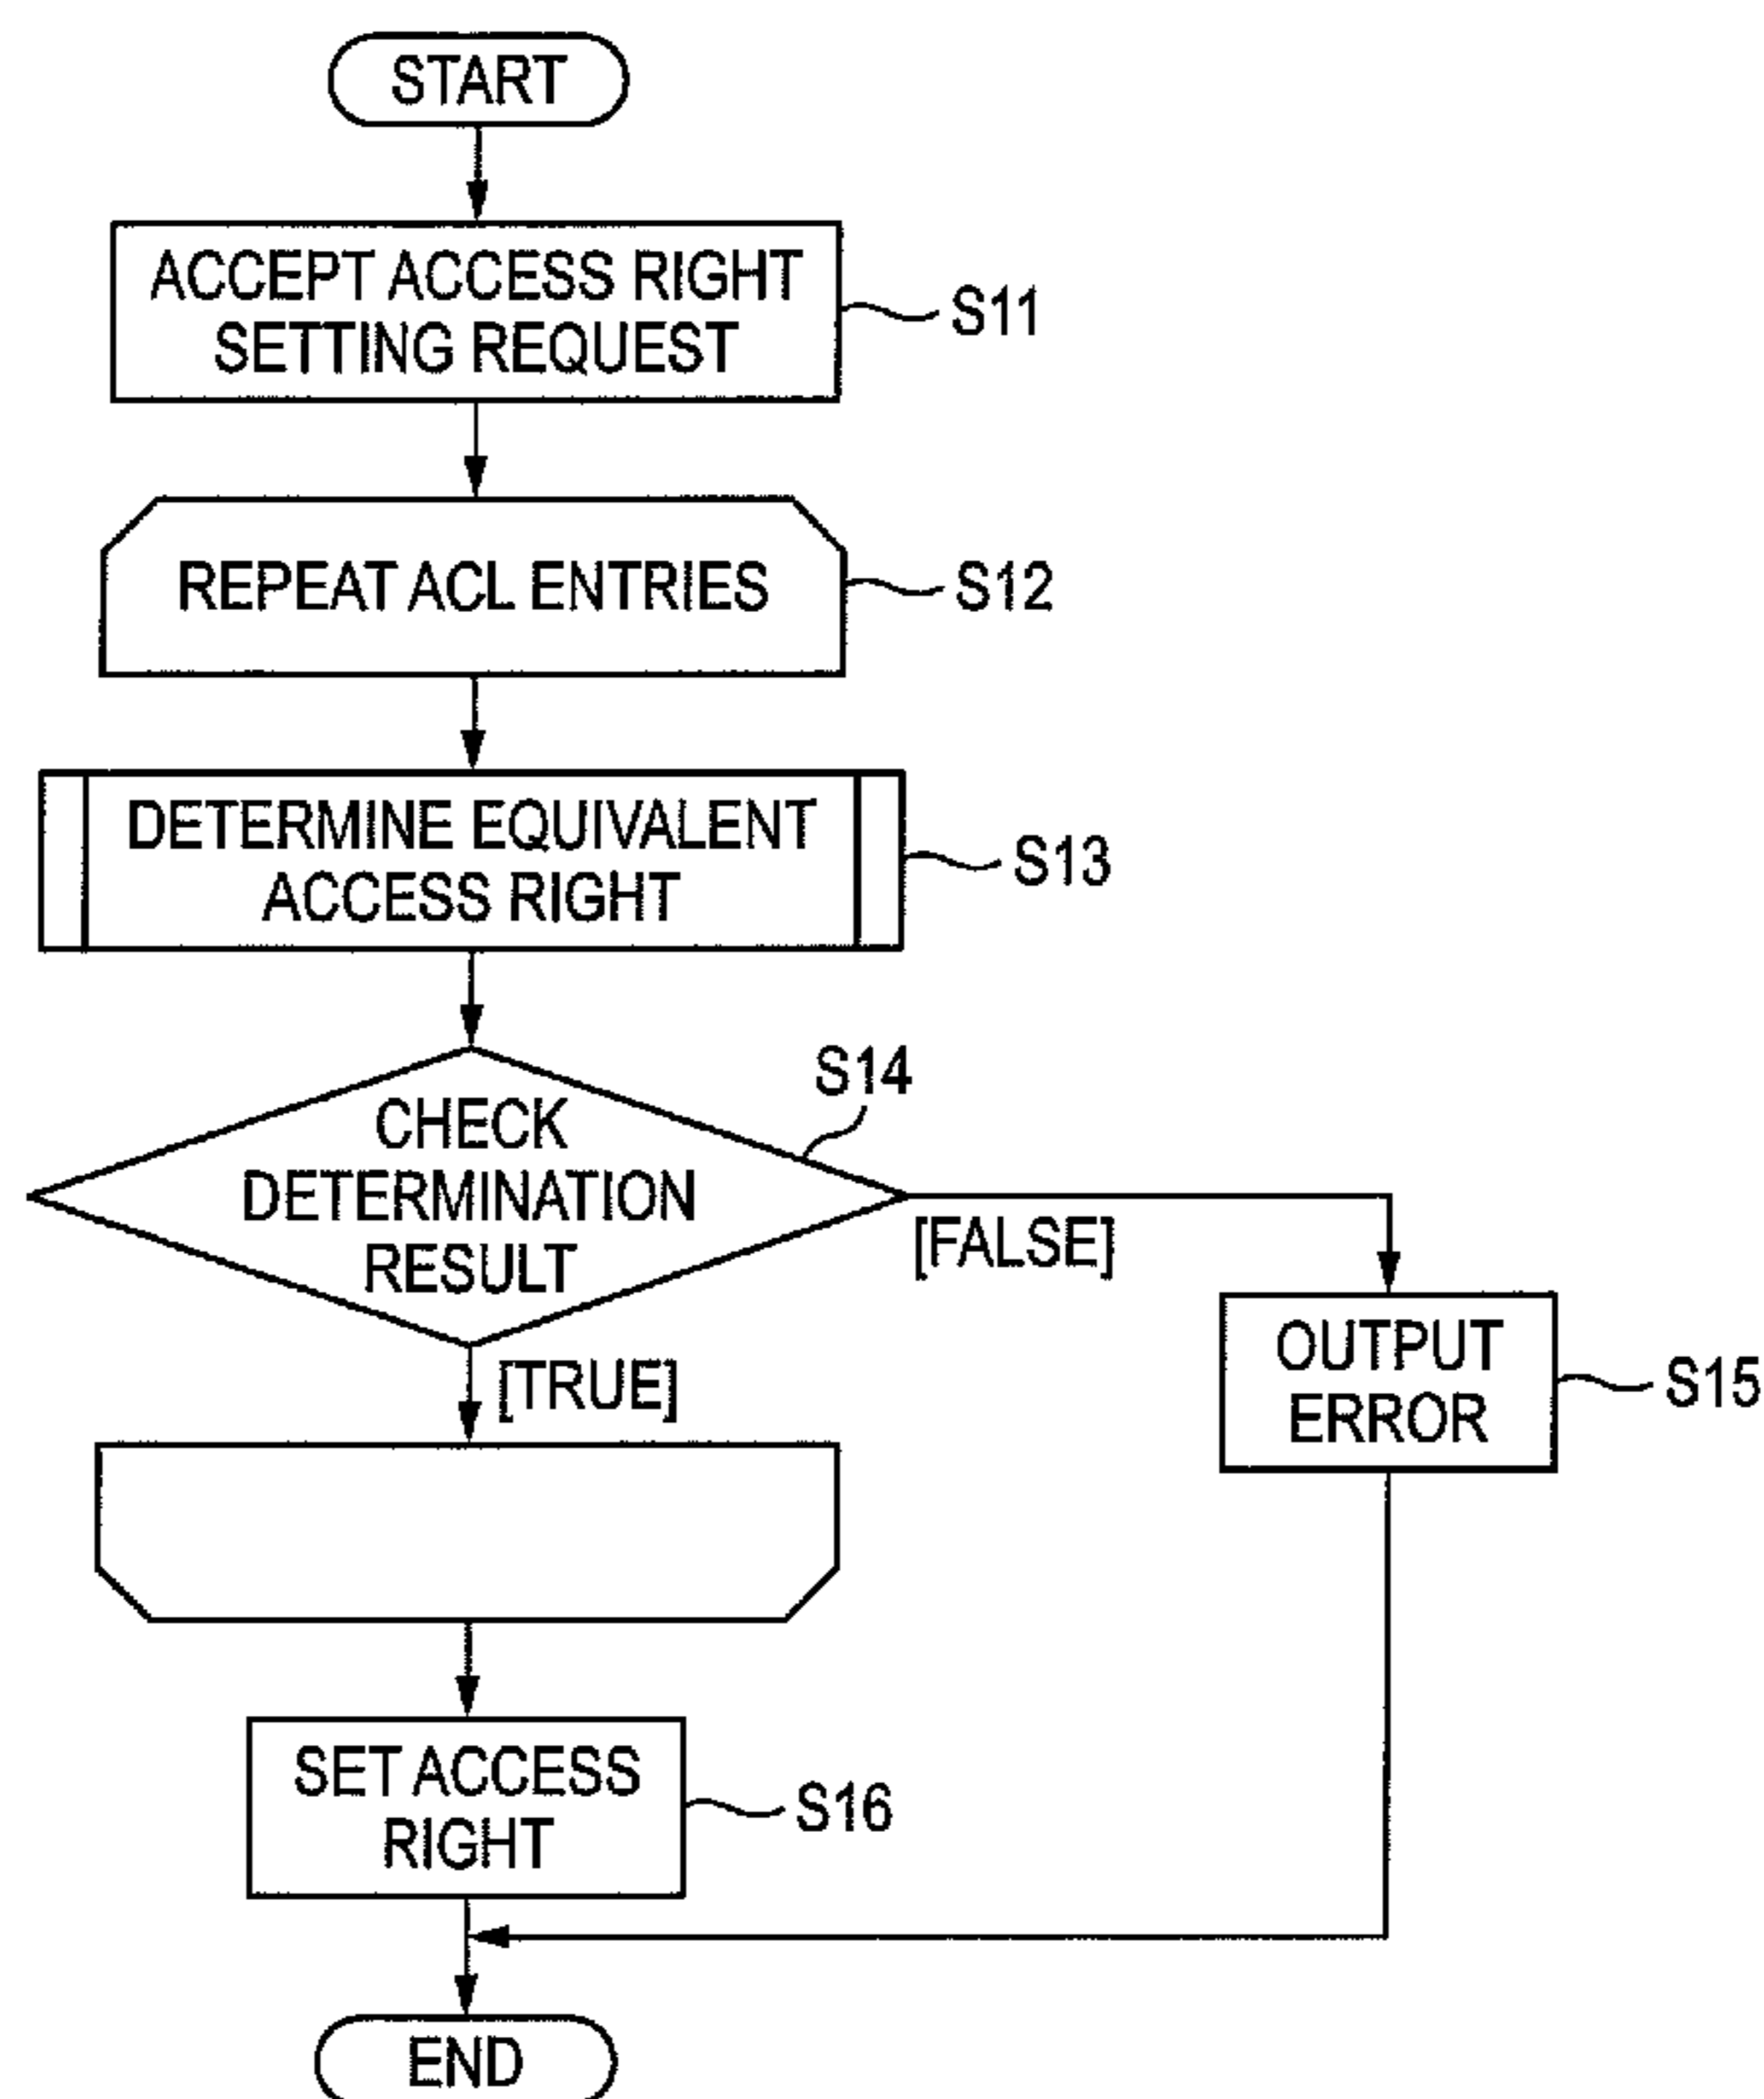 START
ACCEPT ACCESS RIGHT
SETTING REQUEST
S11
REPEAT ACL ENTRIES
S12
DETERMINE EQUIVALENT
ACCESS RIGHT
S13
CHECK
DETERMINATION
RESULT
S14
[FALSE]
[TRUE]
OUTPUT
ERROR
S15
SET ACCESS
RIGHT
S16
END